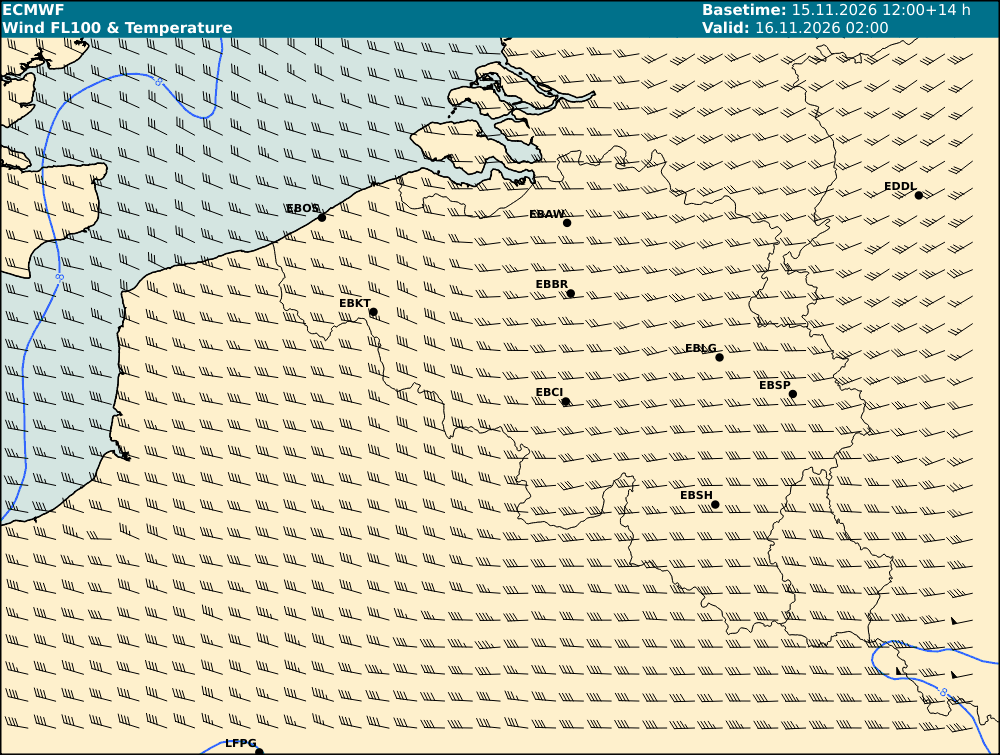 ECMWF
Wind FL100 & Temperature
Basetime: 15.11.2026 12:00+14 h
Valid: 16.11.2026 02:00
-8
EDDL
EBOS
EBAW
-8
EBBR
EBKT
EBLG
EBSP
EBCI
EBSH
-8
LFPG